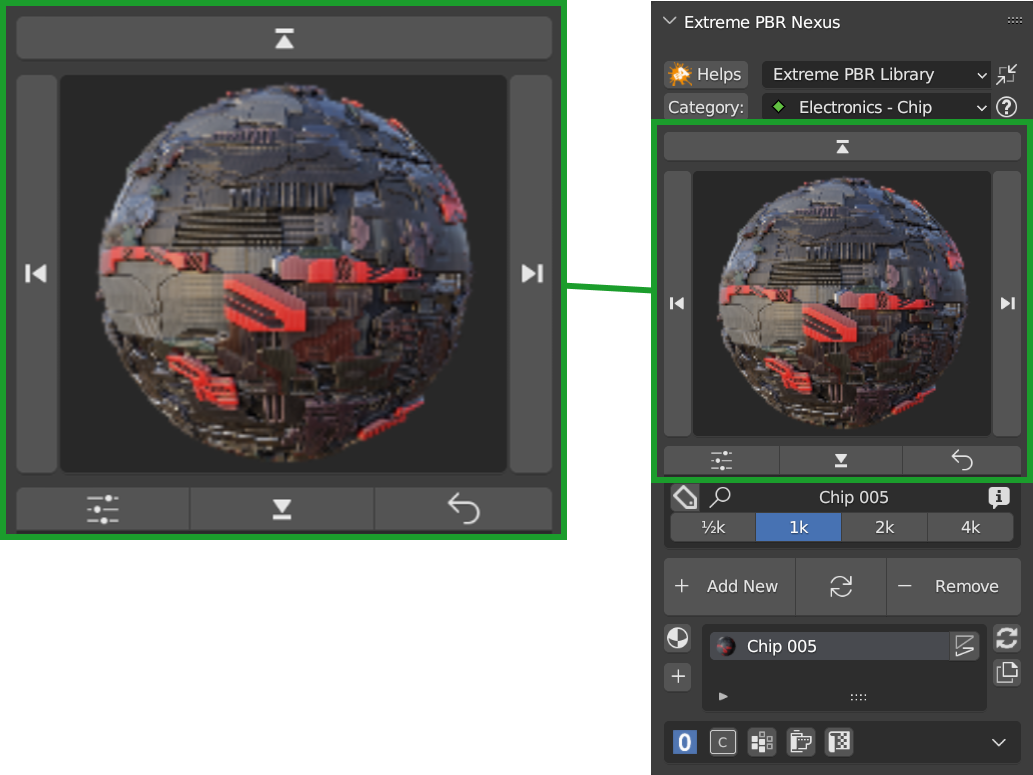 Extreme PBR Nexus
Helps Extreme PBR Library
Category: Electronics - Chip
Chip 005
½k 1k 2k 4k
+ Add New − Remove
Chip 005
+
0 C